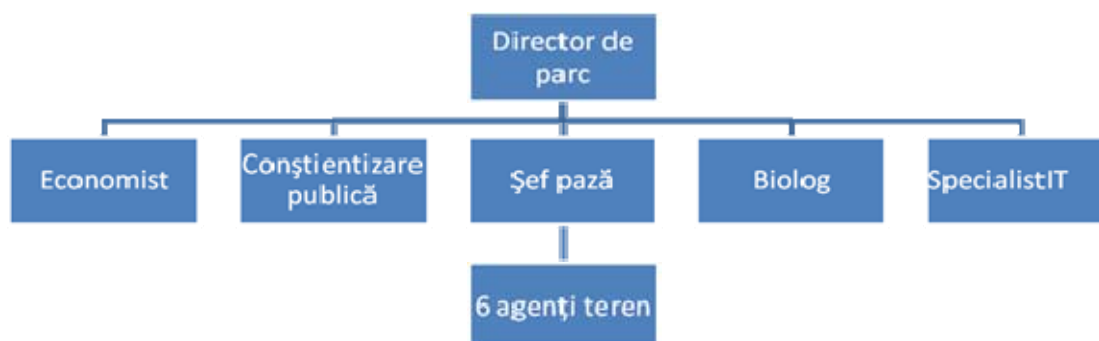 Director de
parc
Economist
Conştientizare
publică
Şef pază
Biolog
SpecialistIT
6 agenţi teren